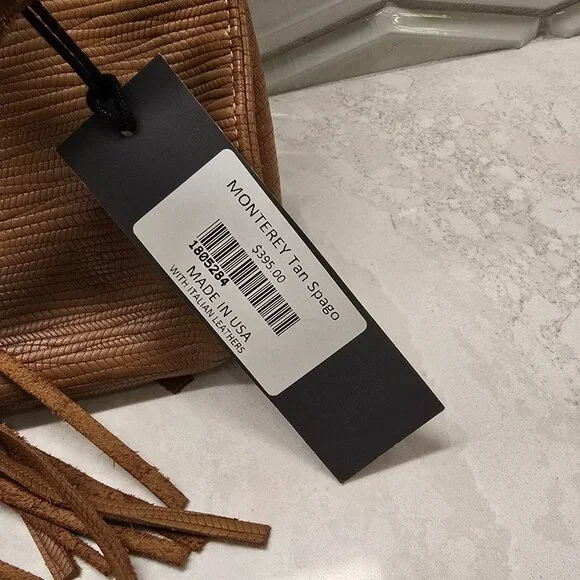 MONTEREY Tan Spago
$395.00
1805284
MADE IN USA
WITH ITALIAN LEATHERS